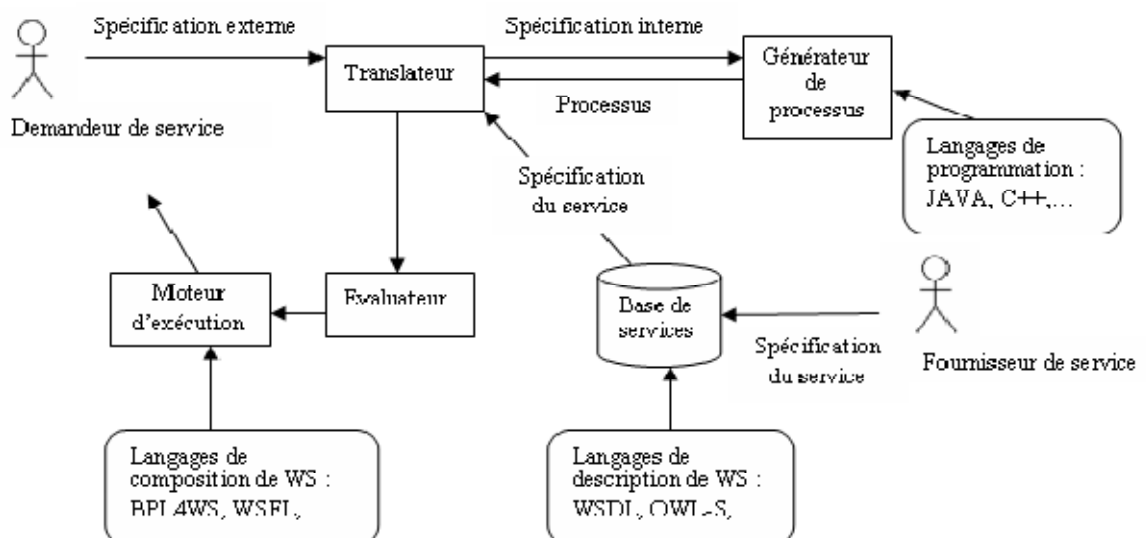 Spécification externe
Spécification interne
Translateur
Générateur
de
processus
Processus
Demandeur de service
Langages de
programmation :
JAVA, C++,...
Spécification
du service
Moteur
d'exécution
Evaluateur
Base de
services
Spécification
du service
Fournisseur de service
Langages de
composition de WS :
BPL4WS, WSFL,
Langages de
description de WS :
WSDL, OWL-S,